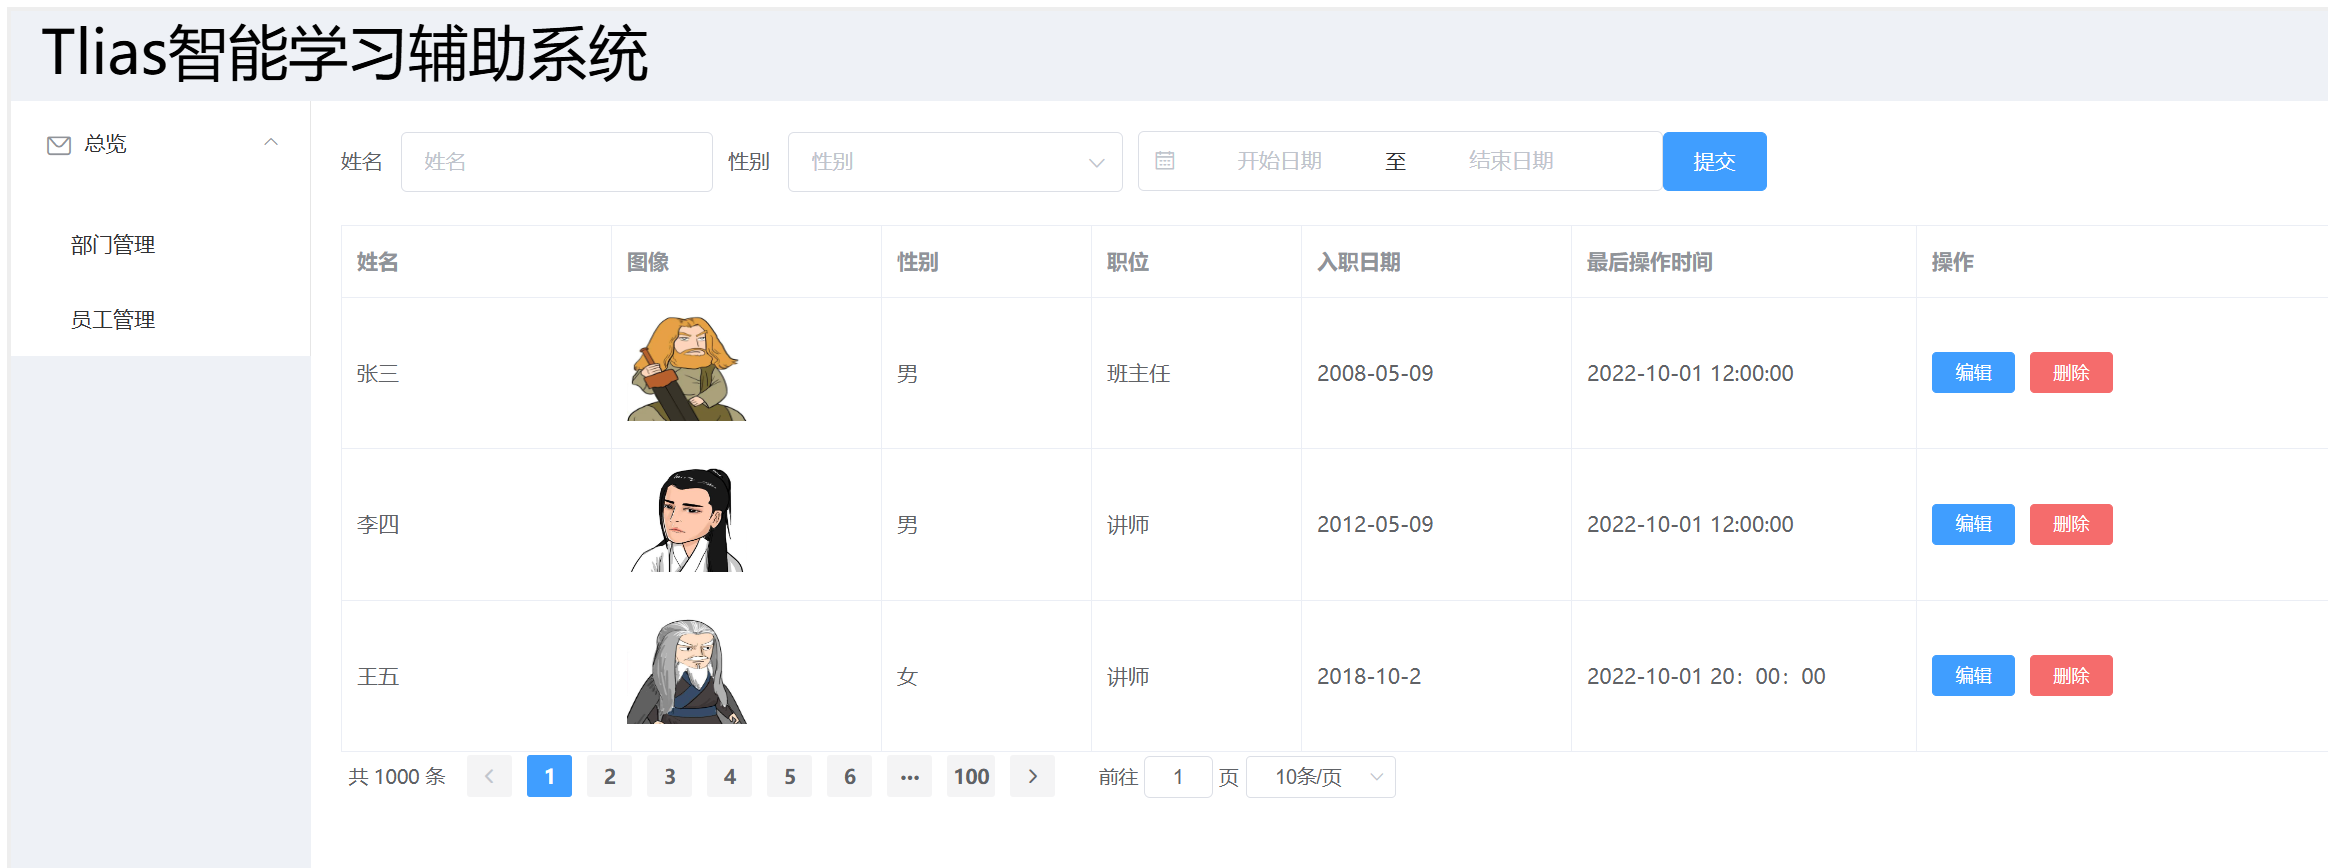 Tlias智能学习辅助系统
总览
部门管理
员工管理
姓名 姓名 性别 性别 开始日期 至 结束日期 提交
姓名 图像 性别 职位 入职日期 最后操作时间 操作
张三 男 班主任 2008-05-09 2022-10-01 12:00:00 编辑 删除
李四 男 讲师 2012-05-09 2022-10-01 12:00:00 编辑 删除
王五 女 讲师 2018-10-2 2022-10-01 20：00：00 编辑 删除
共 1000 条 1 2 3 4 5 6 ••• 100 前往 1 页 10条/页